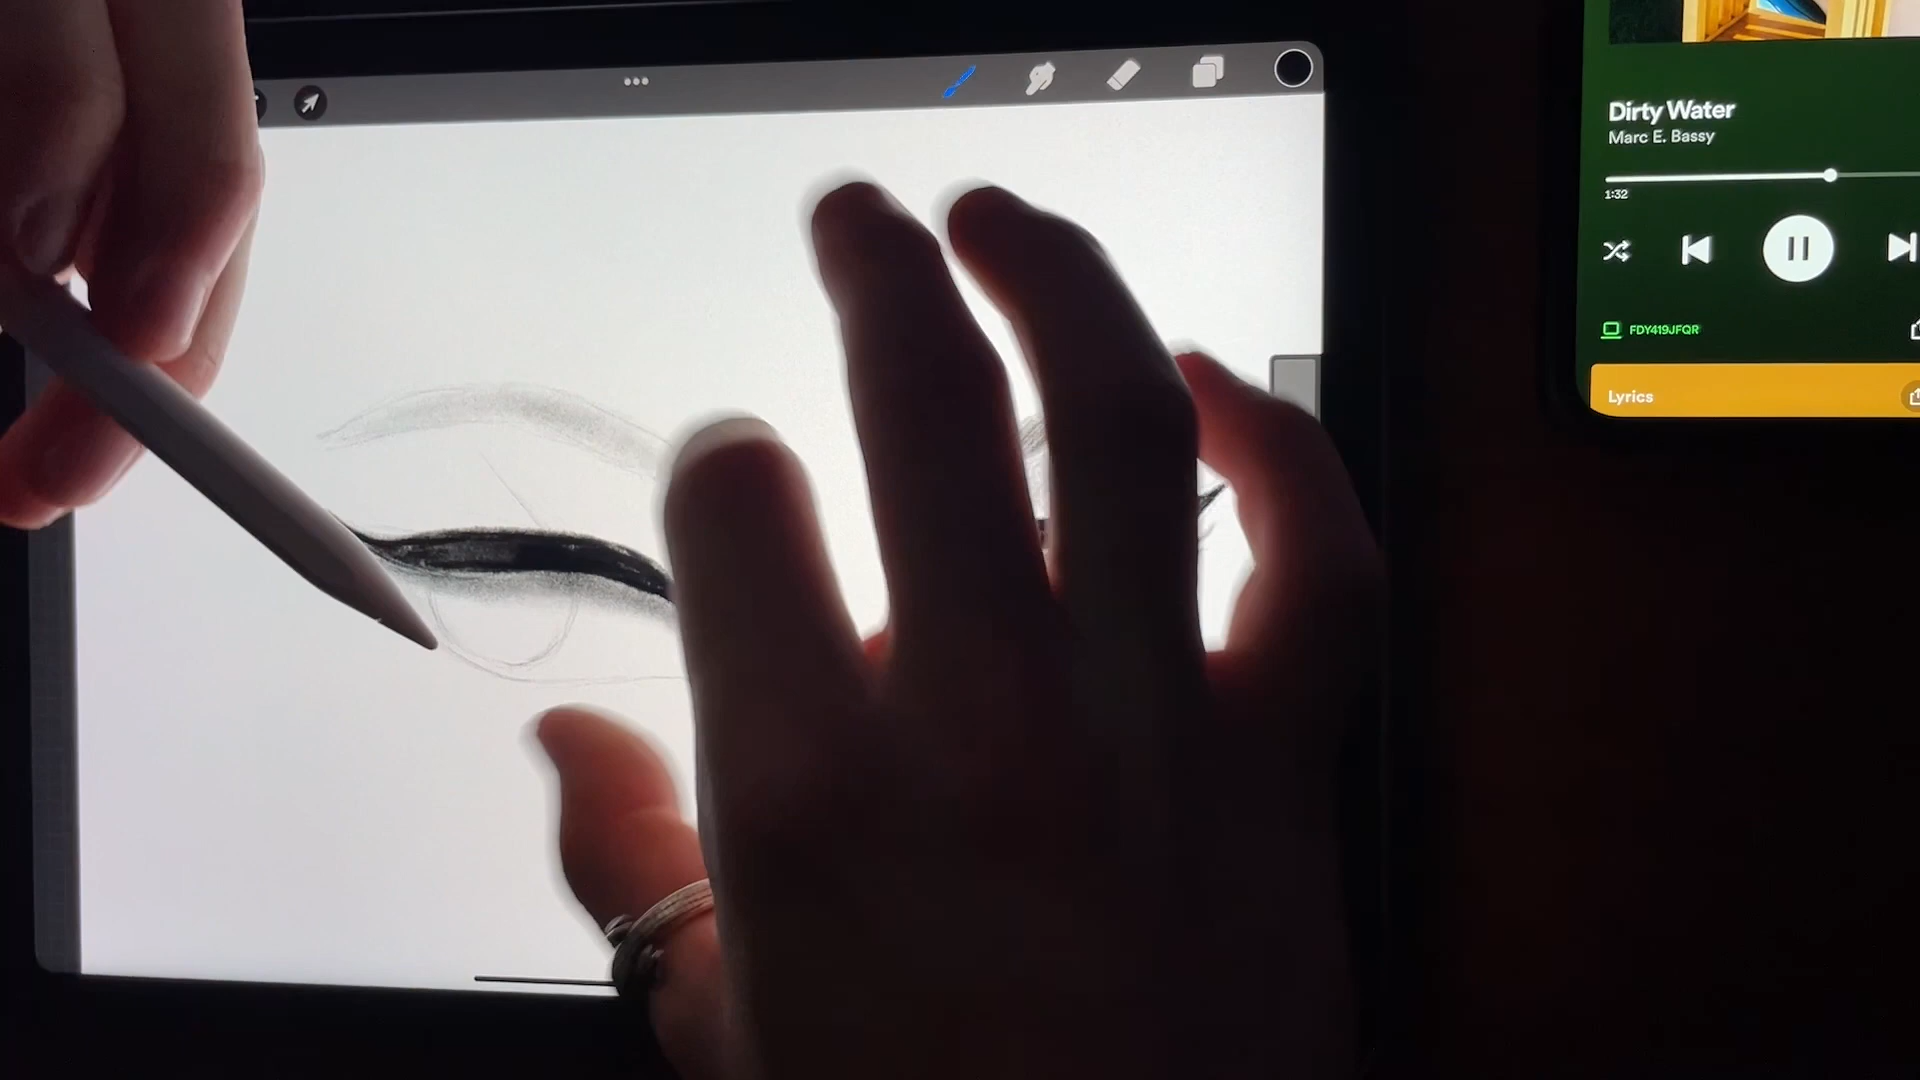 Dirty Water
Marc E. Bassy
1:32
FDY419JFQR
Lyrics